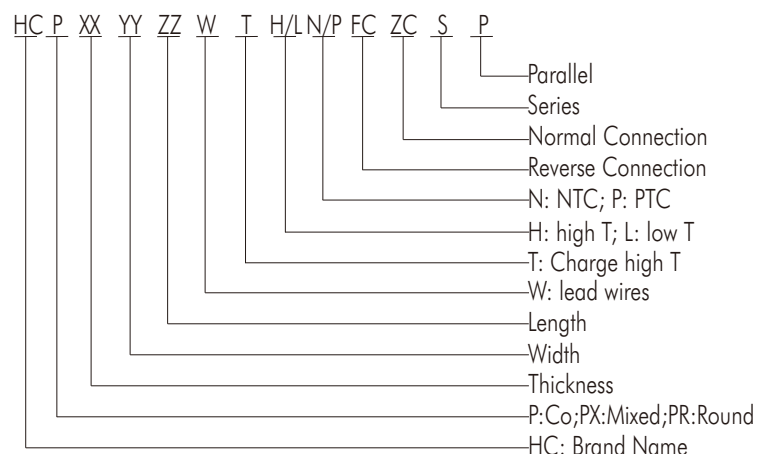 HC P XX YY ZZ W T H/L N/P FC ZC S P
Parallel
Series
Normal Connection
Reverse Connection
N: NTC; P: PTC
H: high T; L: low T
T: Charge high T
W: lead wires
Length
Width
Thickness
P:Co;PX:Mixed;PR:Round
HC: Brand Name